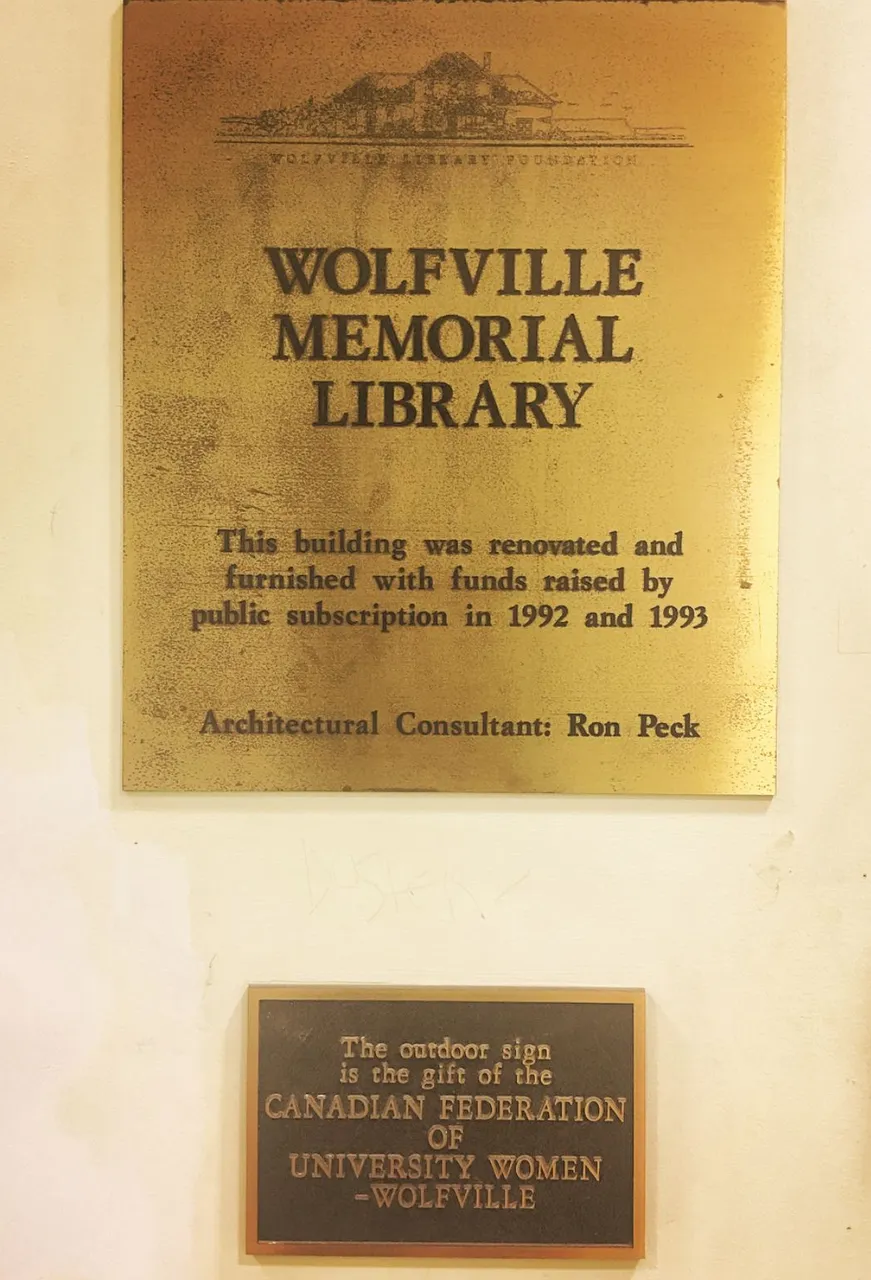 WOLFVILLE LIBRARY FOUNDATION
WOLFVILLE
MEMORIAL
LIBRARY
This building was renovated and
furnished with funds raised by
public subscription in 1992 and 1993
Architectural Consultant: Ron Peck
The outdoor sign
is the gift of the
CANADIAN FEDERATION
OF
UNIVERSITY WOMEN
-WOLFVILLE